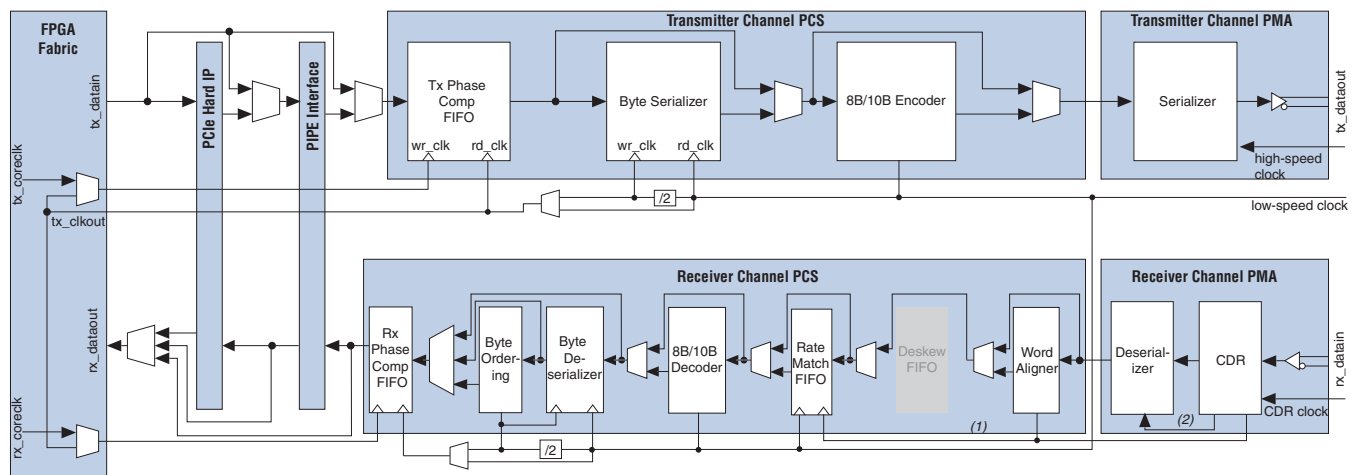 FPGA
Fabric
tx_datain
tx_coreclk
tx_clkout
rx_dataout
rx_coreclk
PCIe Hard IP
PIPE Interface
Transmitter Channel PCS
Tx Phase
Comp
FIFO
wr_clk
rd_clk
Byte Serializer
wr_clk
rd_clk
8B/10B Encoder
/2
Transmitter Channel PMA
Serializer
high-speed
clock
tx_dataout
low-speed clock
Receiver Channel PCS
Rx
Phase
Comp
FIFO
Byte
Order-
ing
Byte
De-
serializer
8B/10B
Decoder
Rate
Match
FIFO
Deskew
FIFO
Word
Aligner
(1)
/2
Receiver Channel PMA
Deserial-
izer
CDR
(2)
rx_datain
CDR clock